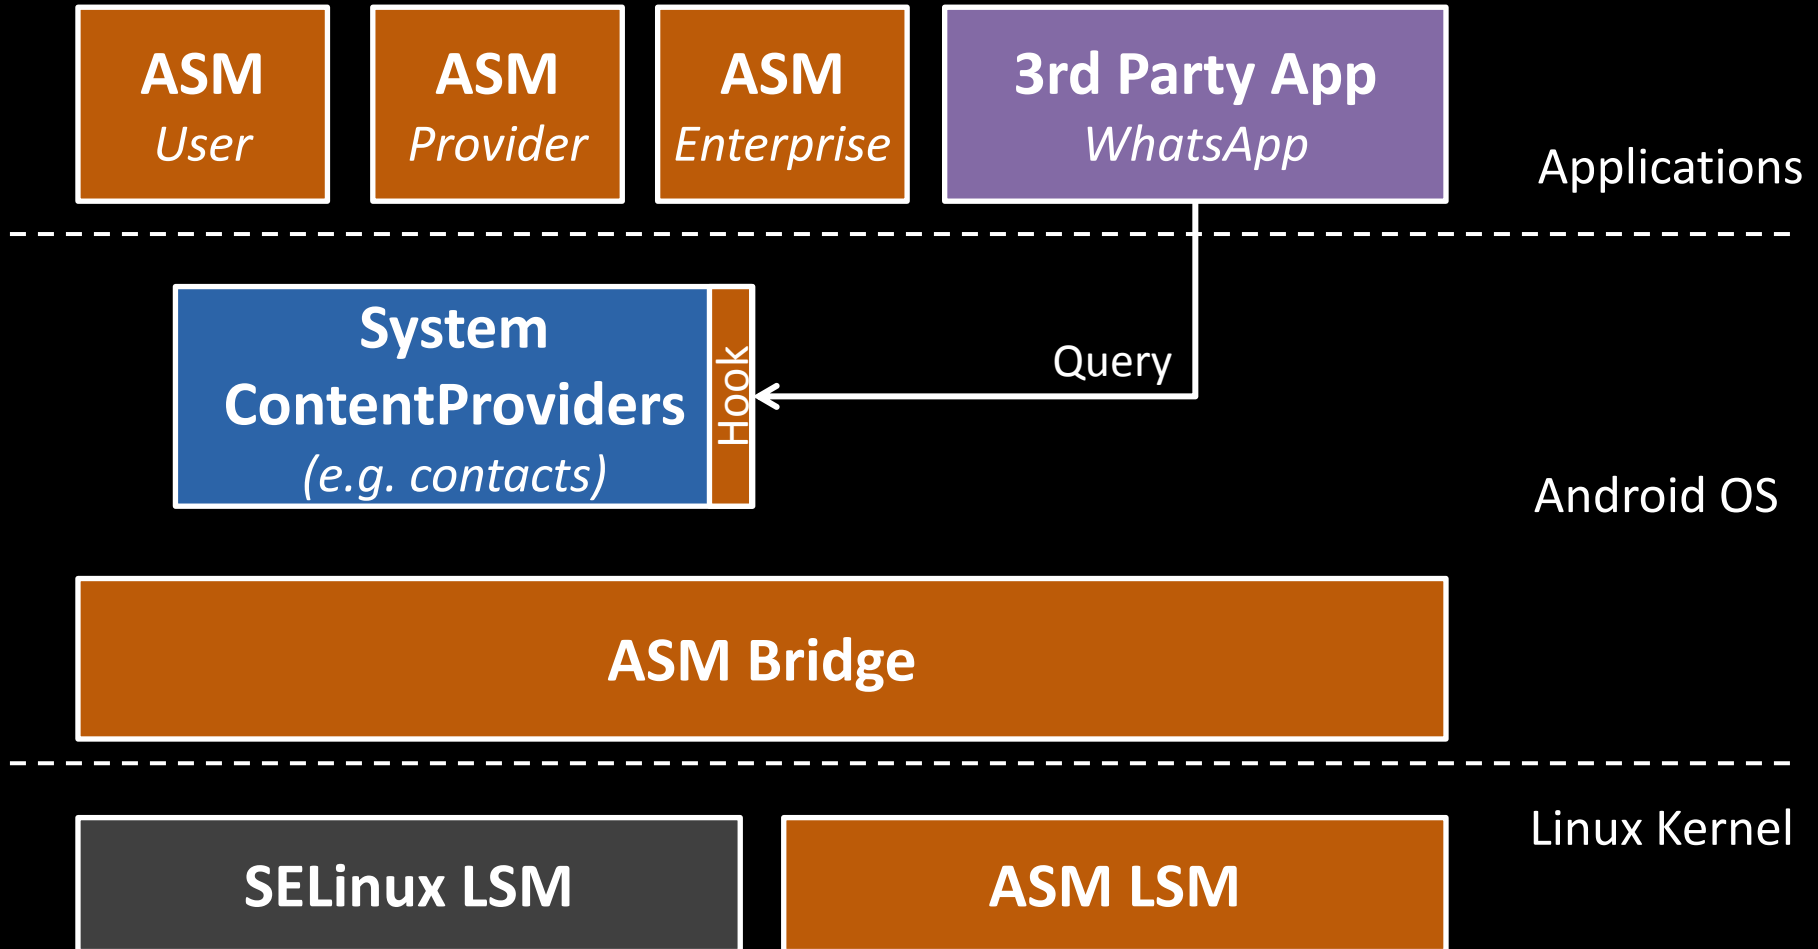 ASM
User
ASM
Provider
ASM
Enterprise
3rd Party App
WhatsApp
Applications
System
ContentProviders
(e.g. contacts)
Hook
Query
Android OS
ASM Bridge
Linux Kernel
SELinux LSM
ASM LSM